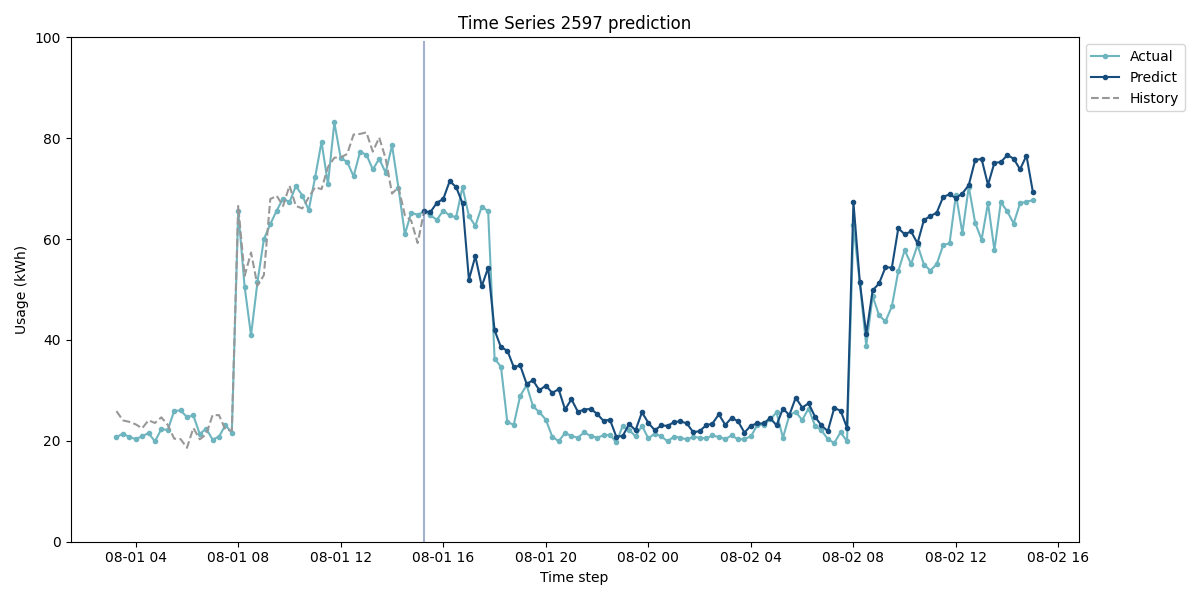 Time Series 2597 prediction
100
80
60
40
20
0
Usage (kWh)
08-01 04
08-01 08
08-01 12
08-01 16
08-01 20
08-02 00
08-02 04
08-02 08
08-02 12
08-02 16
Time step
Actual
Predict
History